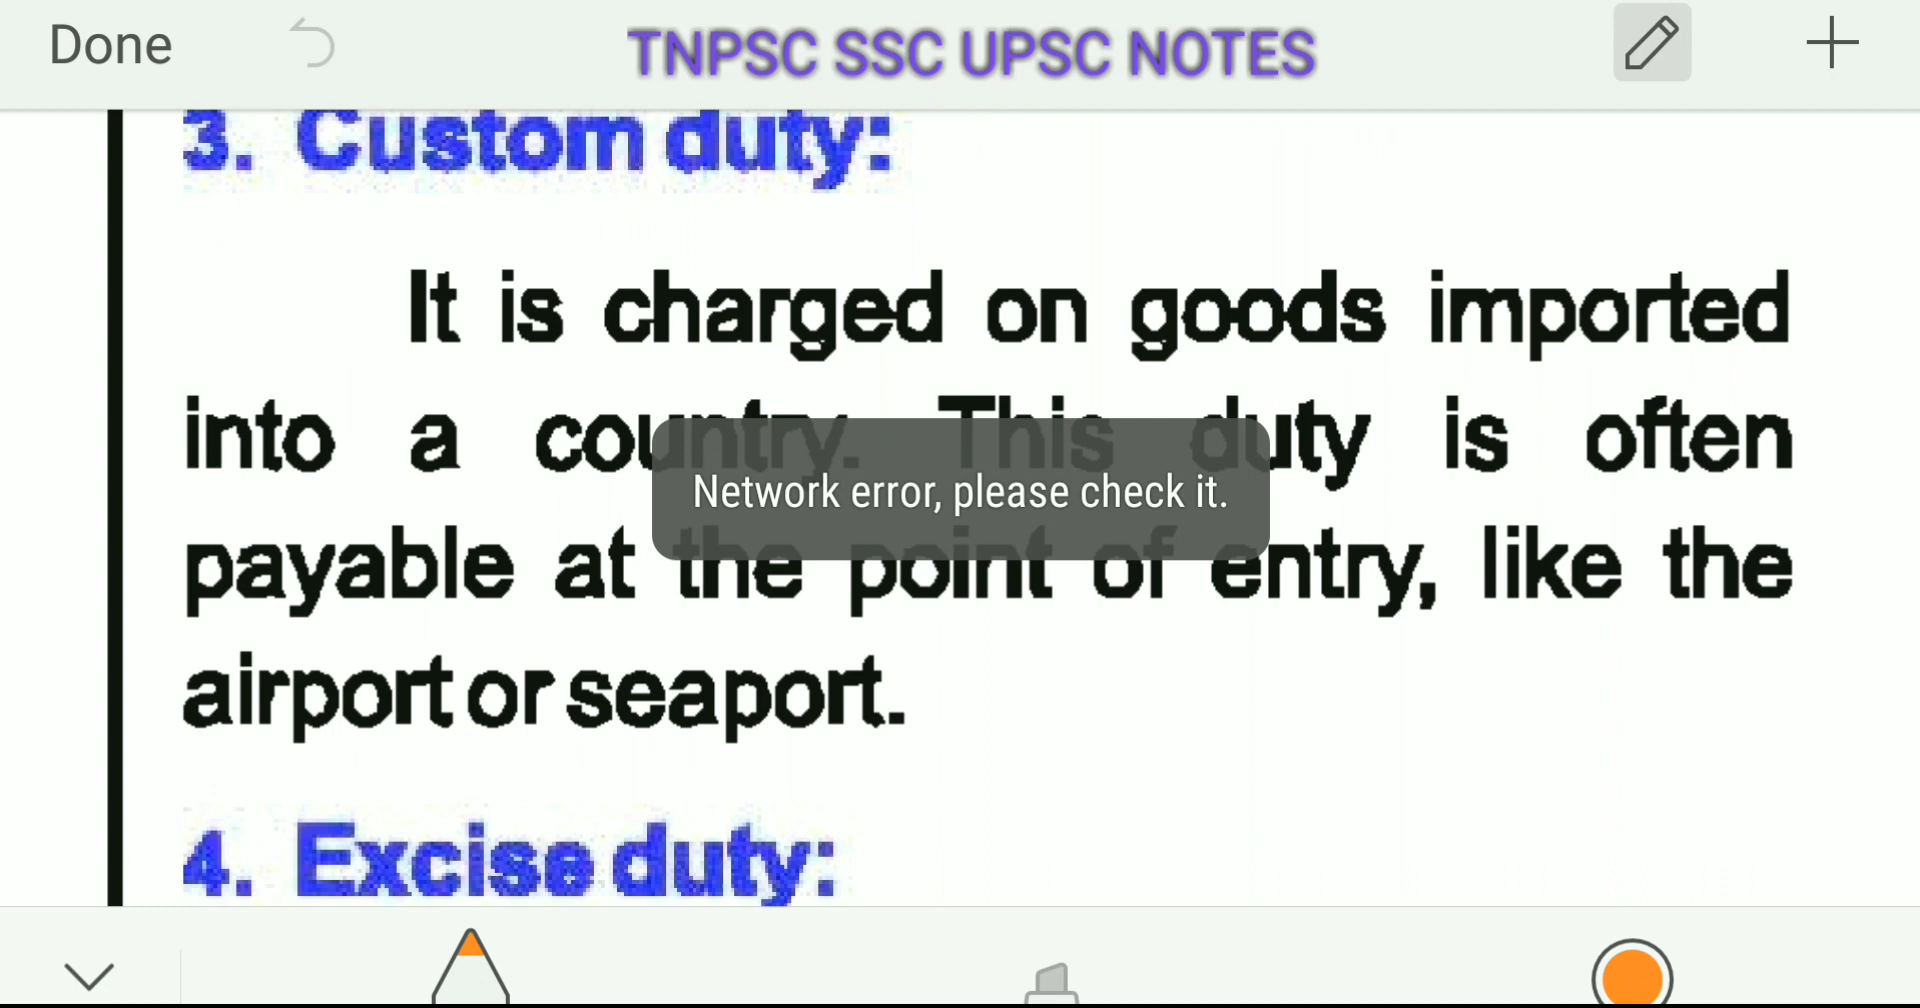 Done
TNPSC SSC UPSC NOTES
3. Custom duty:
It is charged on goods imported
into a country. This duty is often
Network error, please check it.
payable at the point of entry, like the
airport or seaport.
4. Excise duty: